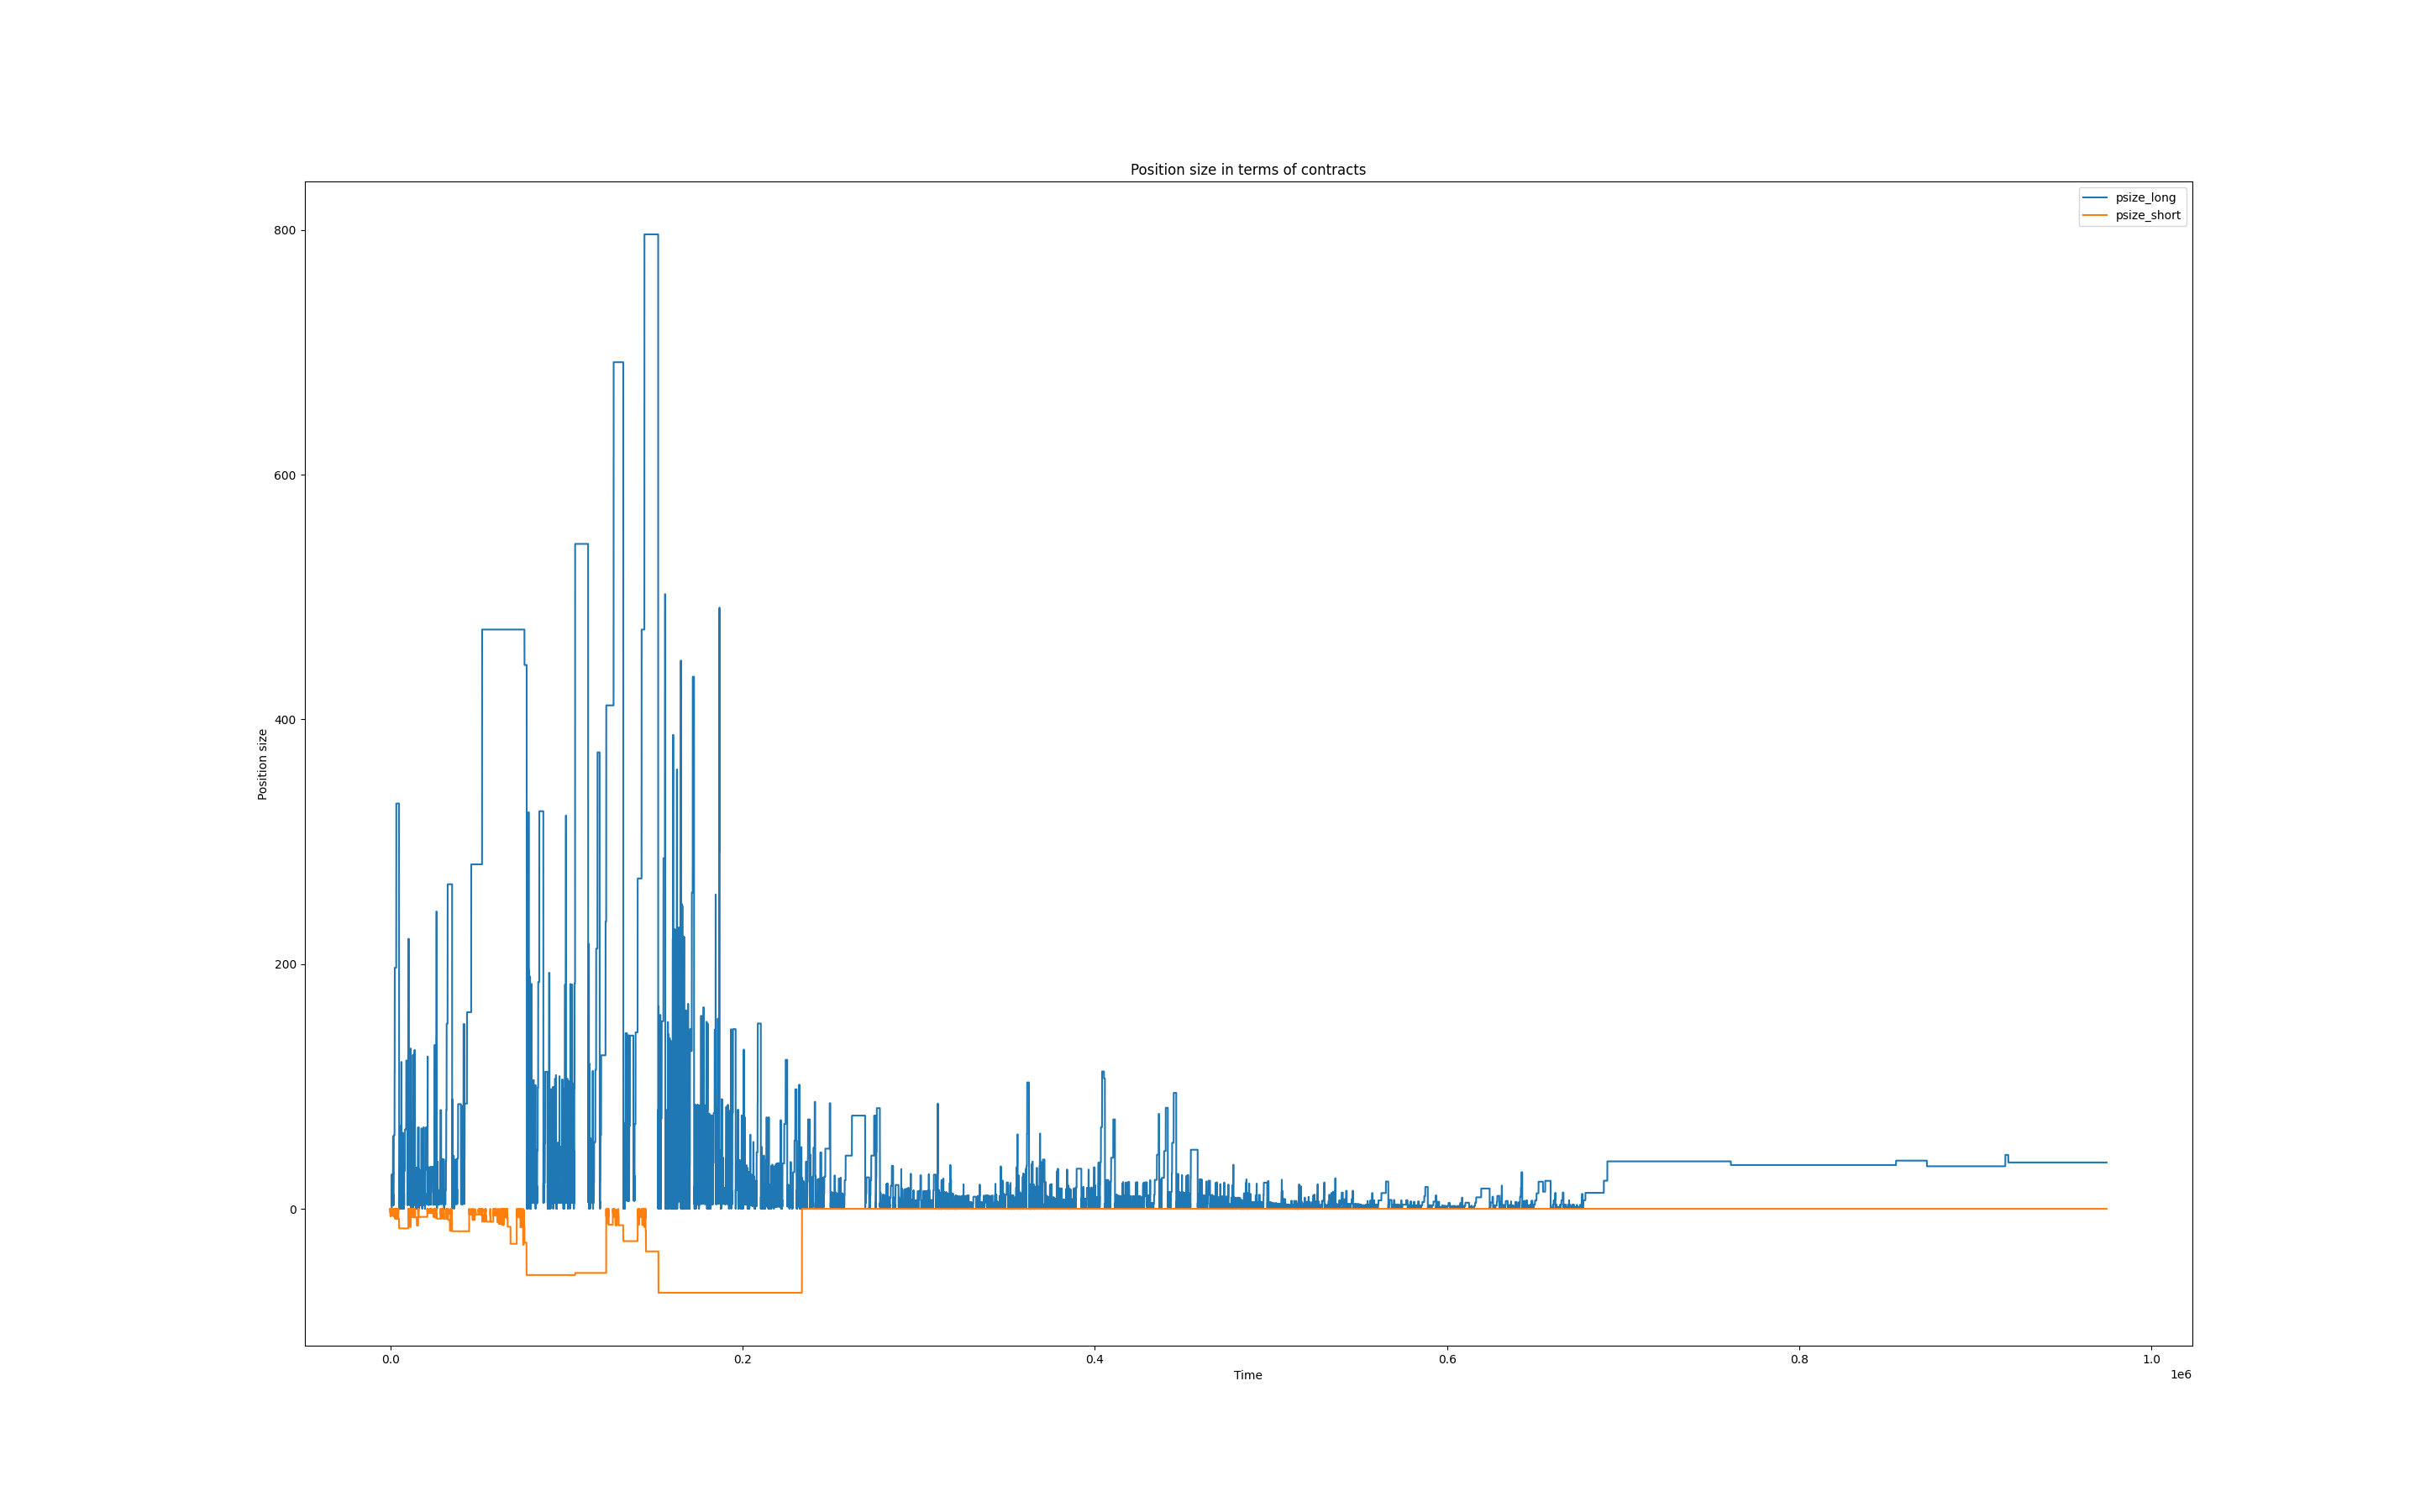 Position size in terms of contracts
psize_long
psize_short
Position size
800
600
400
200
0
0.0
0.2
0.4
0.6
0.8
1.0
1e6
Time